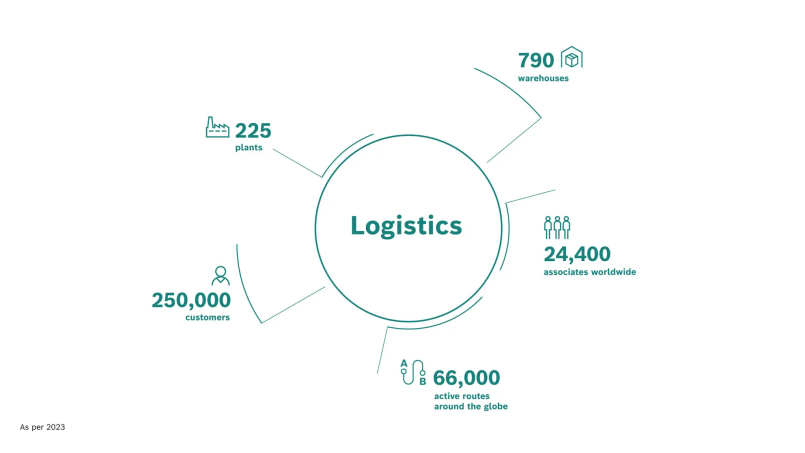 790
warehouses
225
plants
Logistics
24,400
associates worldwide
250,000
customers
A
B
66,000
active routes
around the globe
As per 2023